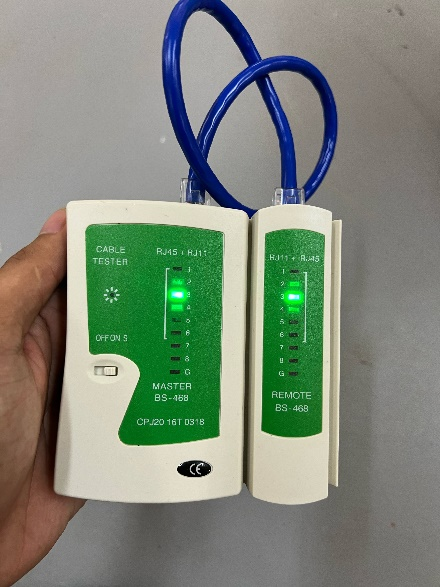 CABLE
TESTER
OFF ON S
RJ45 + RJ11
1
2
3
4
5
6
7
8
G
MASTER
BS-468
CPJ20 16T 0318
CE
RJ11 + RJ45
1
2
3
4
5
6
7
8
G
REMOTE
BS-468